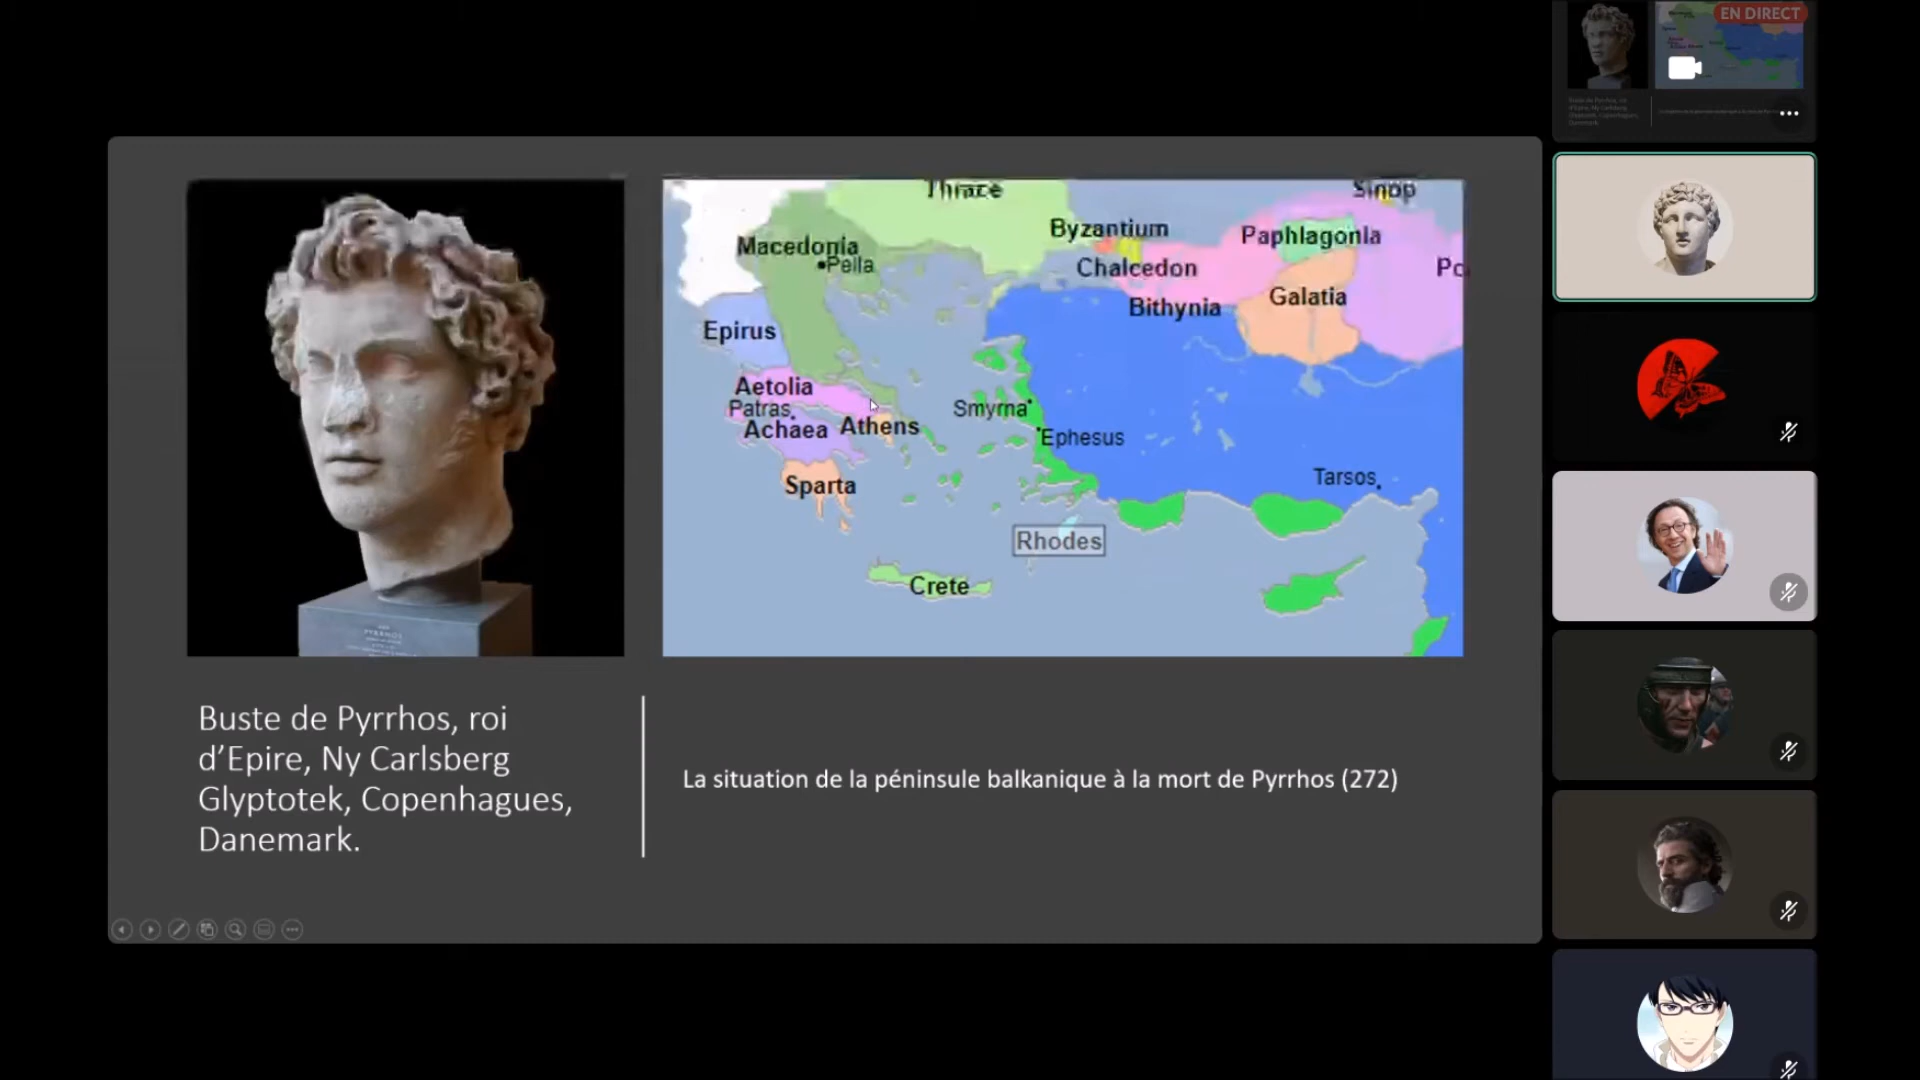 EN DIRECT
Thrace
Sinop
Byzantium
Paphlagonia
Macedonia
Pella
Chalcedon
Galatia
Bithynia
Epirus
Aetolia
Patras
Smyrna
Achaea
Athens
Ephesus
Tarsos
Sparta
Rhodes
Crete
PYRRHOS
Buste de Pyrrhos, roi
d’Epire, Ny Carlsberg
Glyptotek, Copenhagues,
Danemark.
La situation de la péninsule balkanique à la mort de Pyrrhos (272)